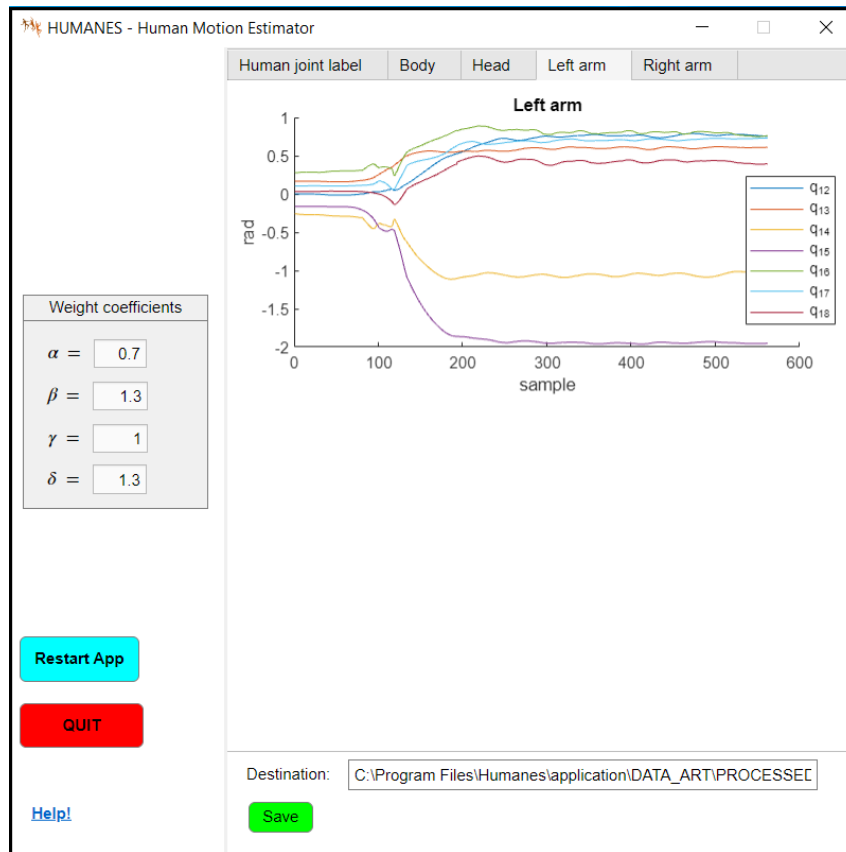 HUMANES - Human Motion Estimator
Human joint label Body Head Left arm Right arm
Left arm
1
0.5
0
-0.5
-1
-1.5
-2
rad
0 100 200 300 400 500 600
sample
q12
q13
q14
q15
q16
q17
q18
Weight coefficients
α = 0.7
β = 1.3
γ = 1
δ = 1.3
Restart App
QUIT
Help!
Destination: C:\Program Files\Humanes\application\DATA_ART\PROCESSED
Save